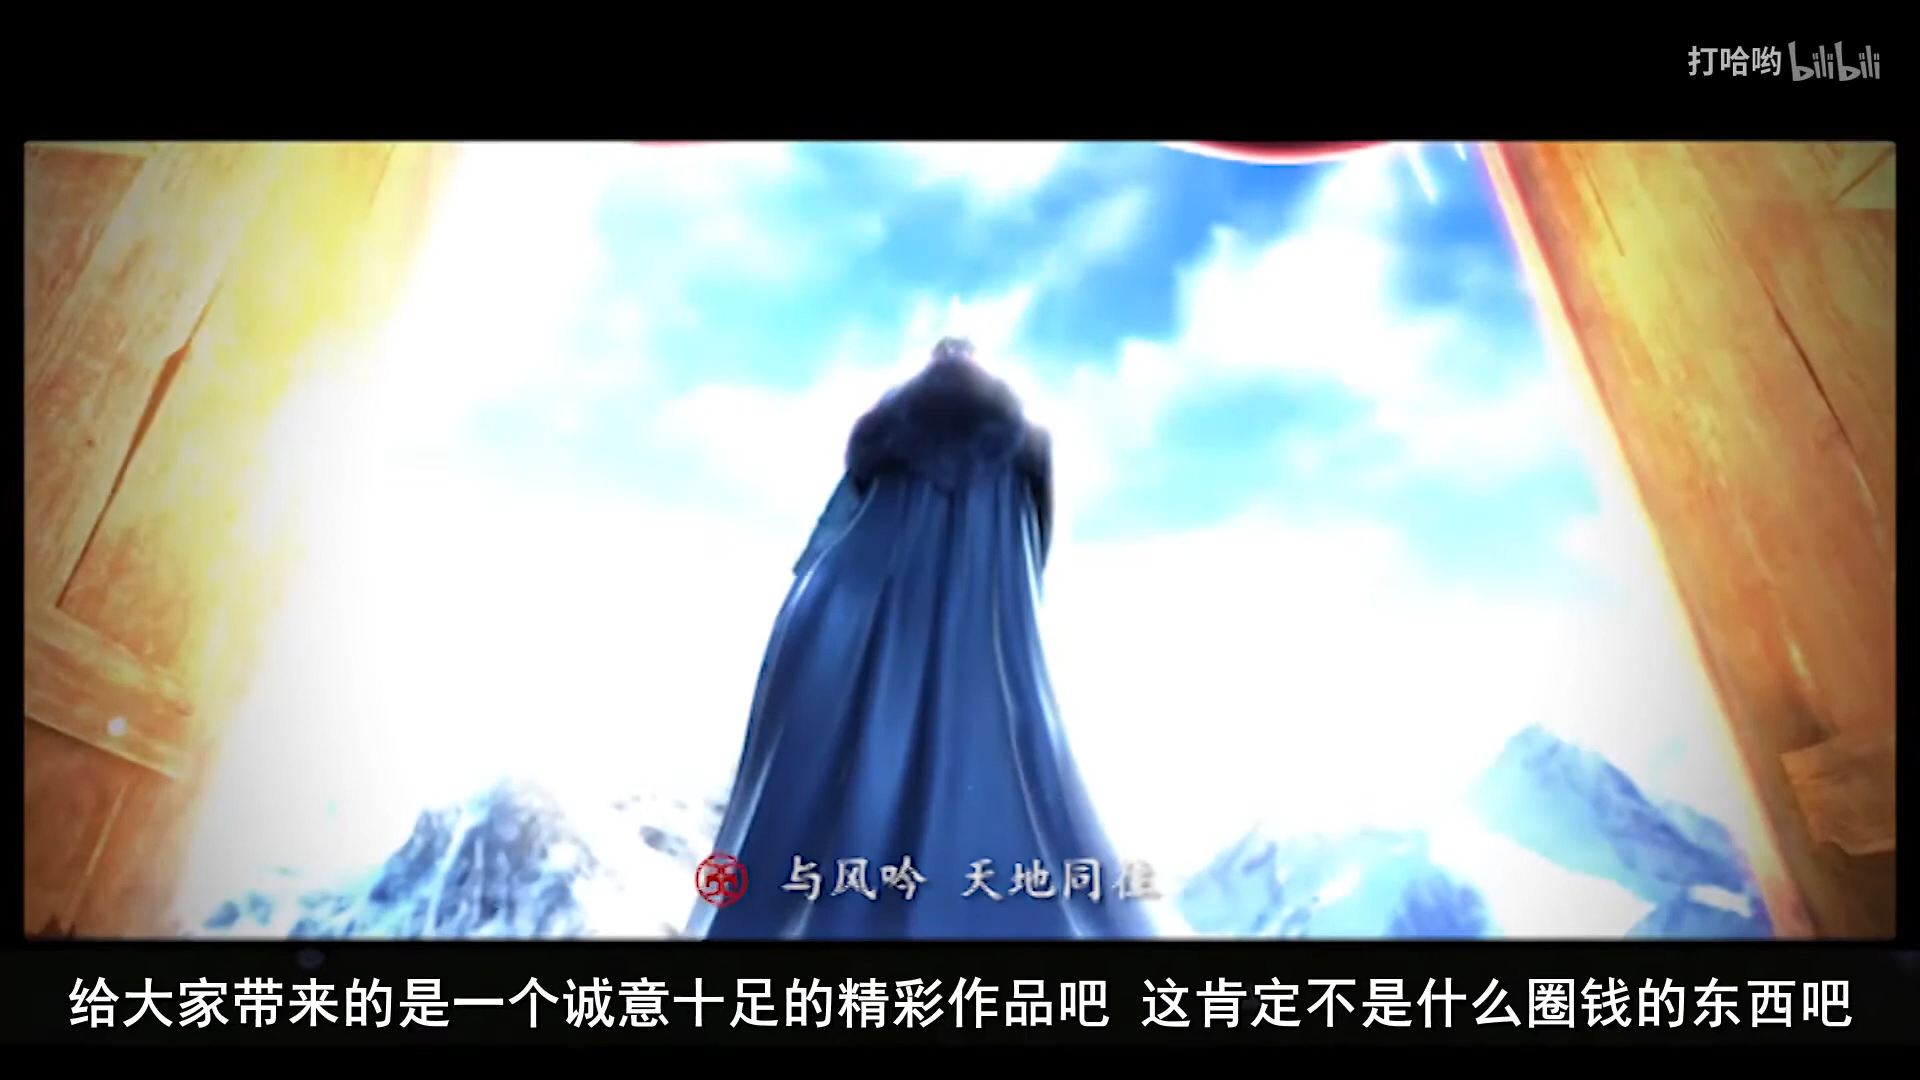 打哈哟 bilibili
与风吟 天地同往
给大家带来的是一个诚意十足的精彩作品吧 这肯定不是什么圈钱的东西吧